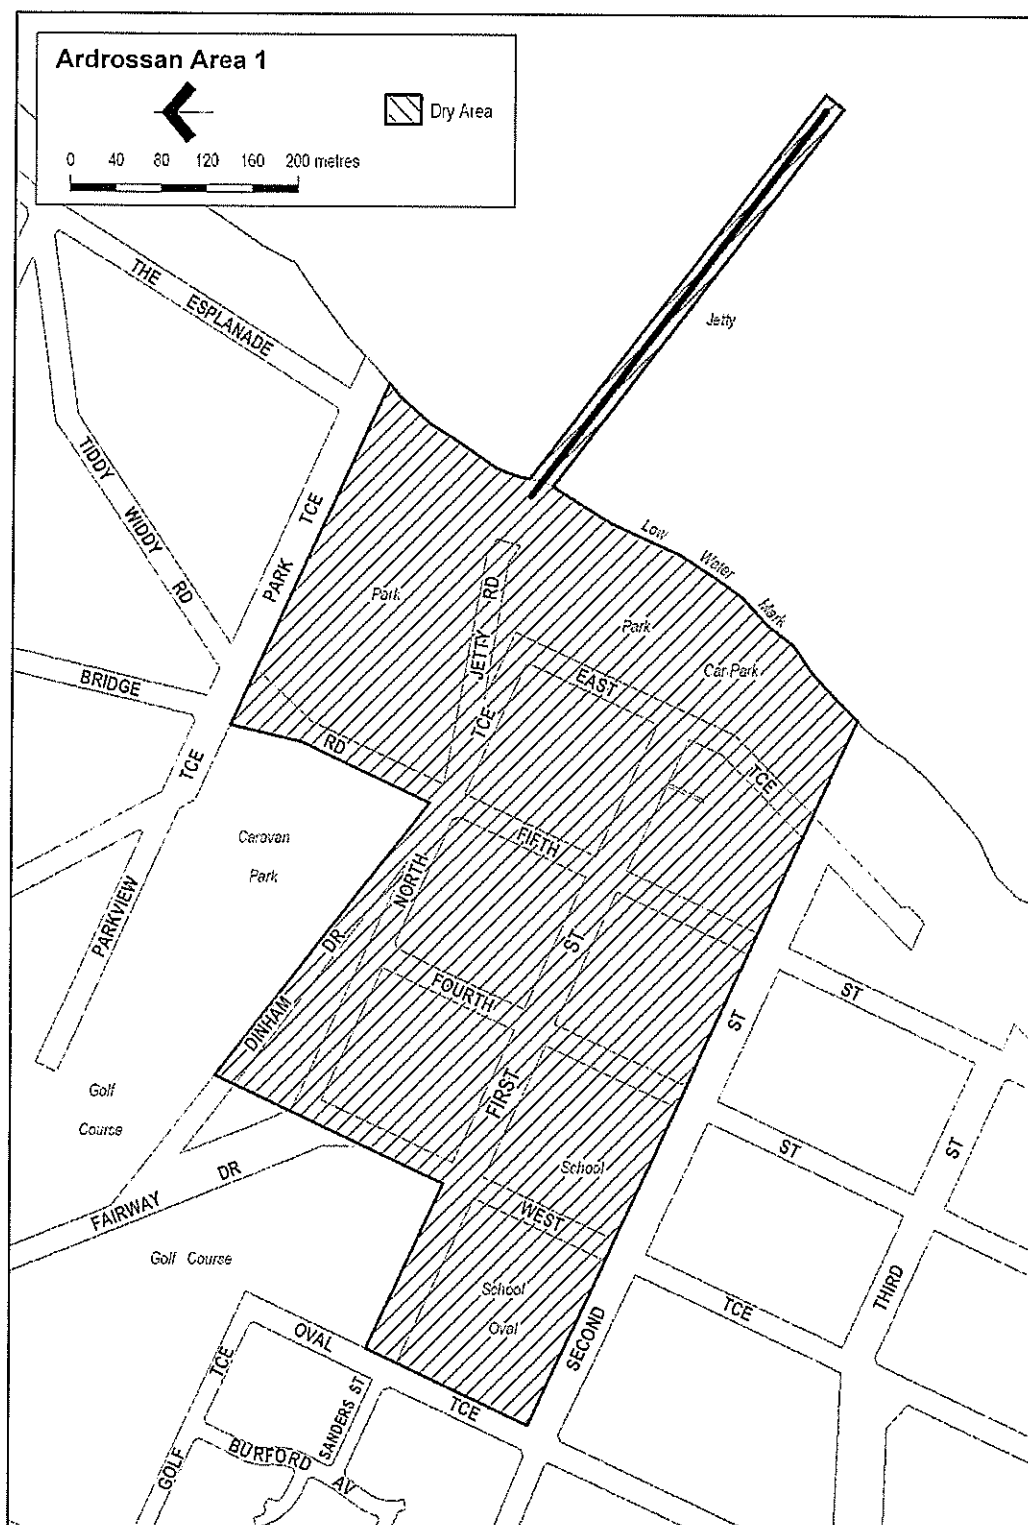 Ardrossan Area 1
Dry Area
0 40 80 120 160 200 metres
THE ESPLANADE
Jetty
TIDDY WIDDY RD
PARK TCE
Low Water Mark
Park
JETTY RD
Park
Car Park
BRIDGE
TCE
EAST
TCE
RD
TCE
Caravan
Park
FIFTH
NORTH
PARKVIEW
DR
ST
FOURTH
DINHAM
ST
ST
Golf
Course
FIRST
ST
ST
DR
School
FAIRWAY
WEST
Golf Course
School
Oval
THIRD
TCE
SECOND
OVAL
TCE
TCE
SANDERS ST
BURFORD
AV
GOLF